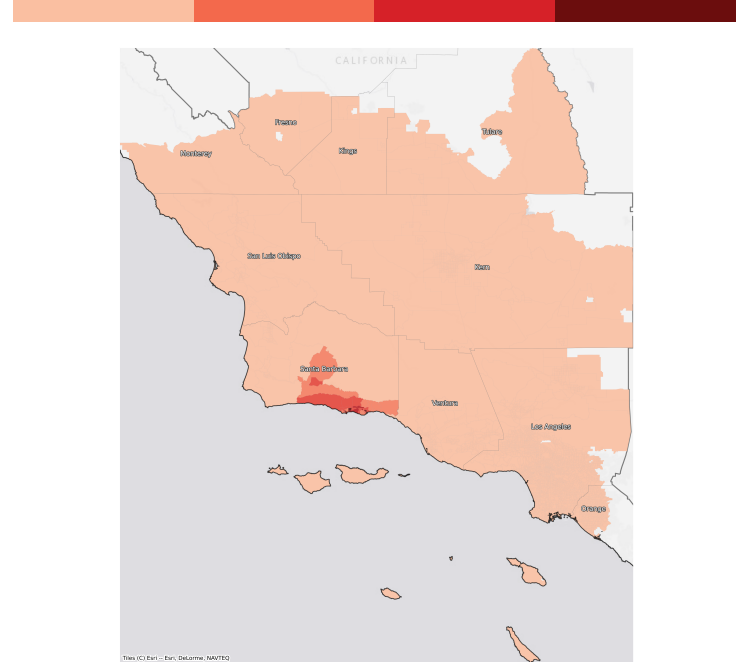 CALIFORNIA
Fresno
Tulare
Kings
Monterey
San Luis Obispo
Kern
Santa Barbara
Ventura
Los Angeles
Orange
Tiles (C) Esri -- Esri, DeLorme, NAVTEQ